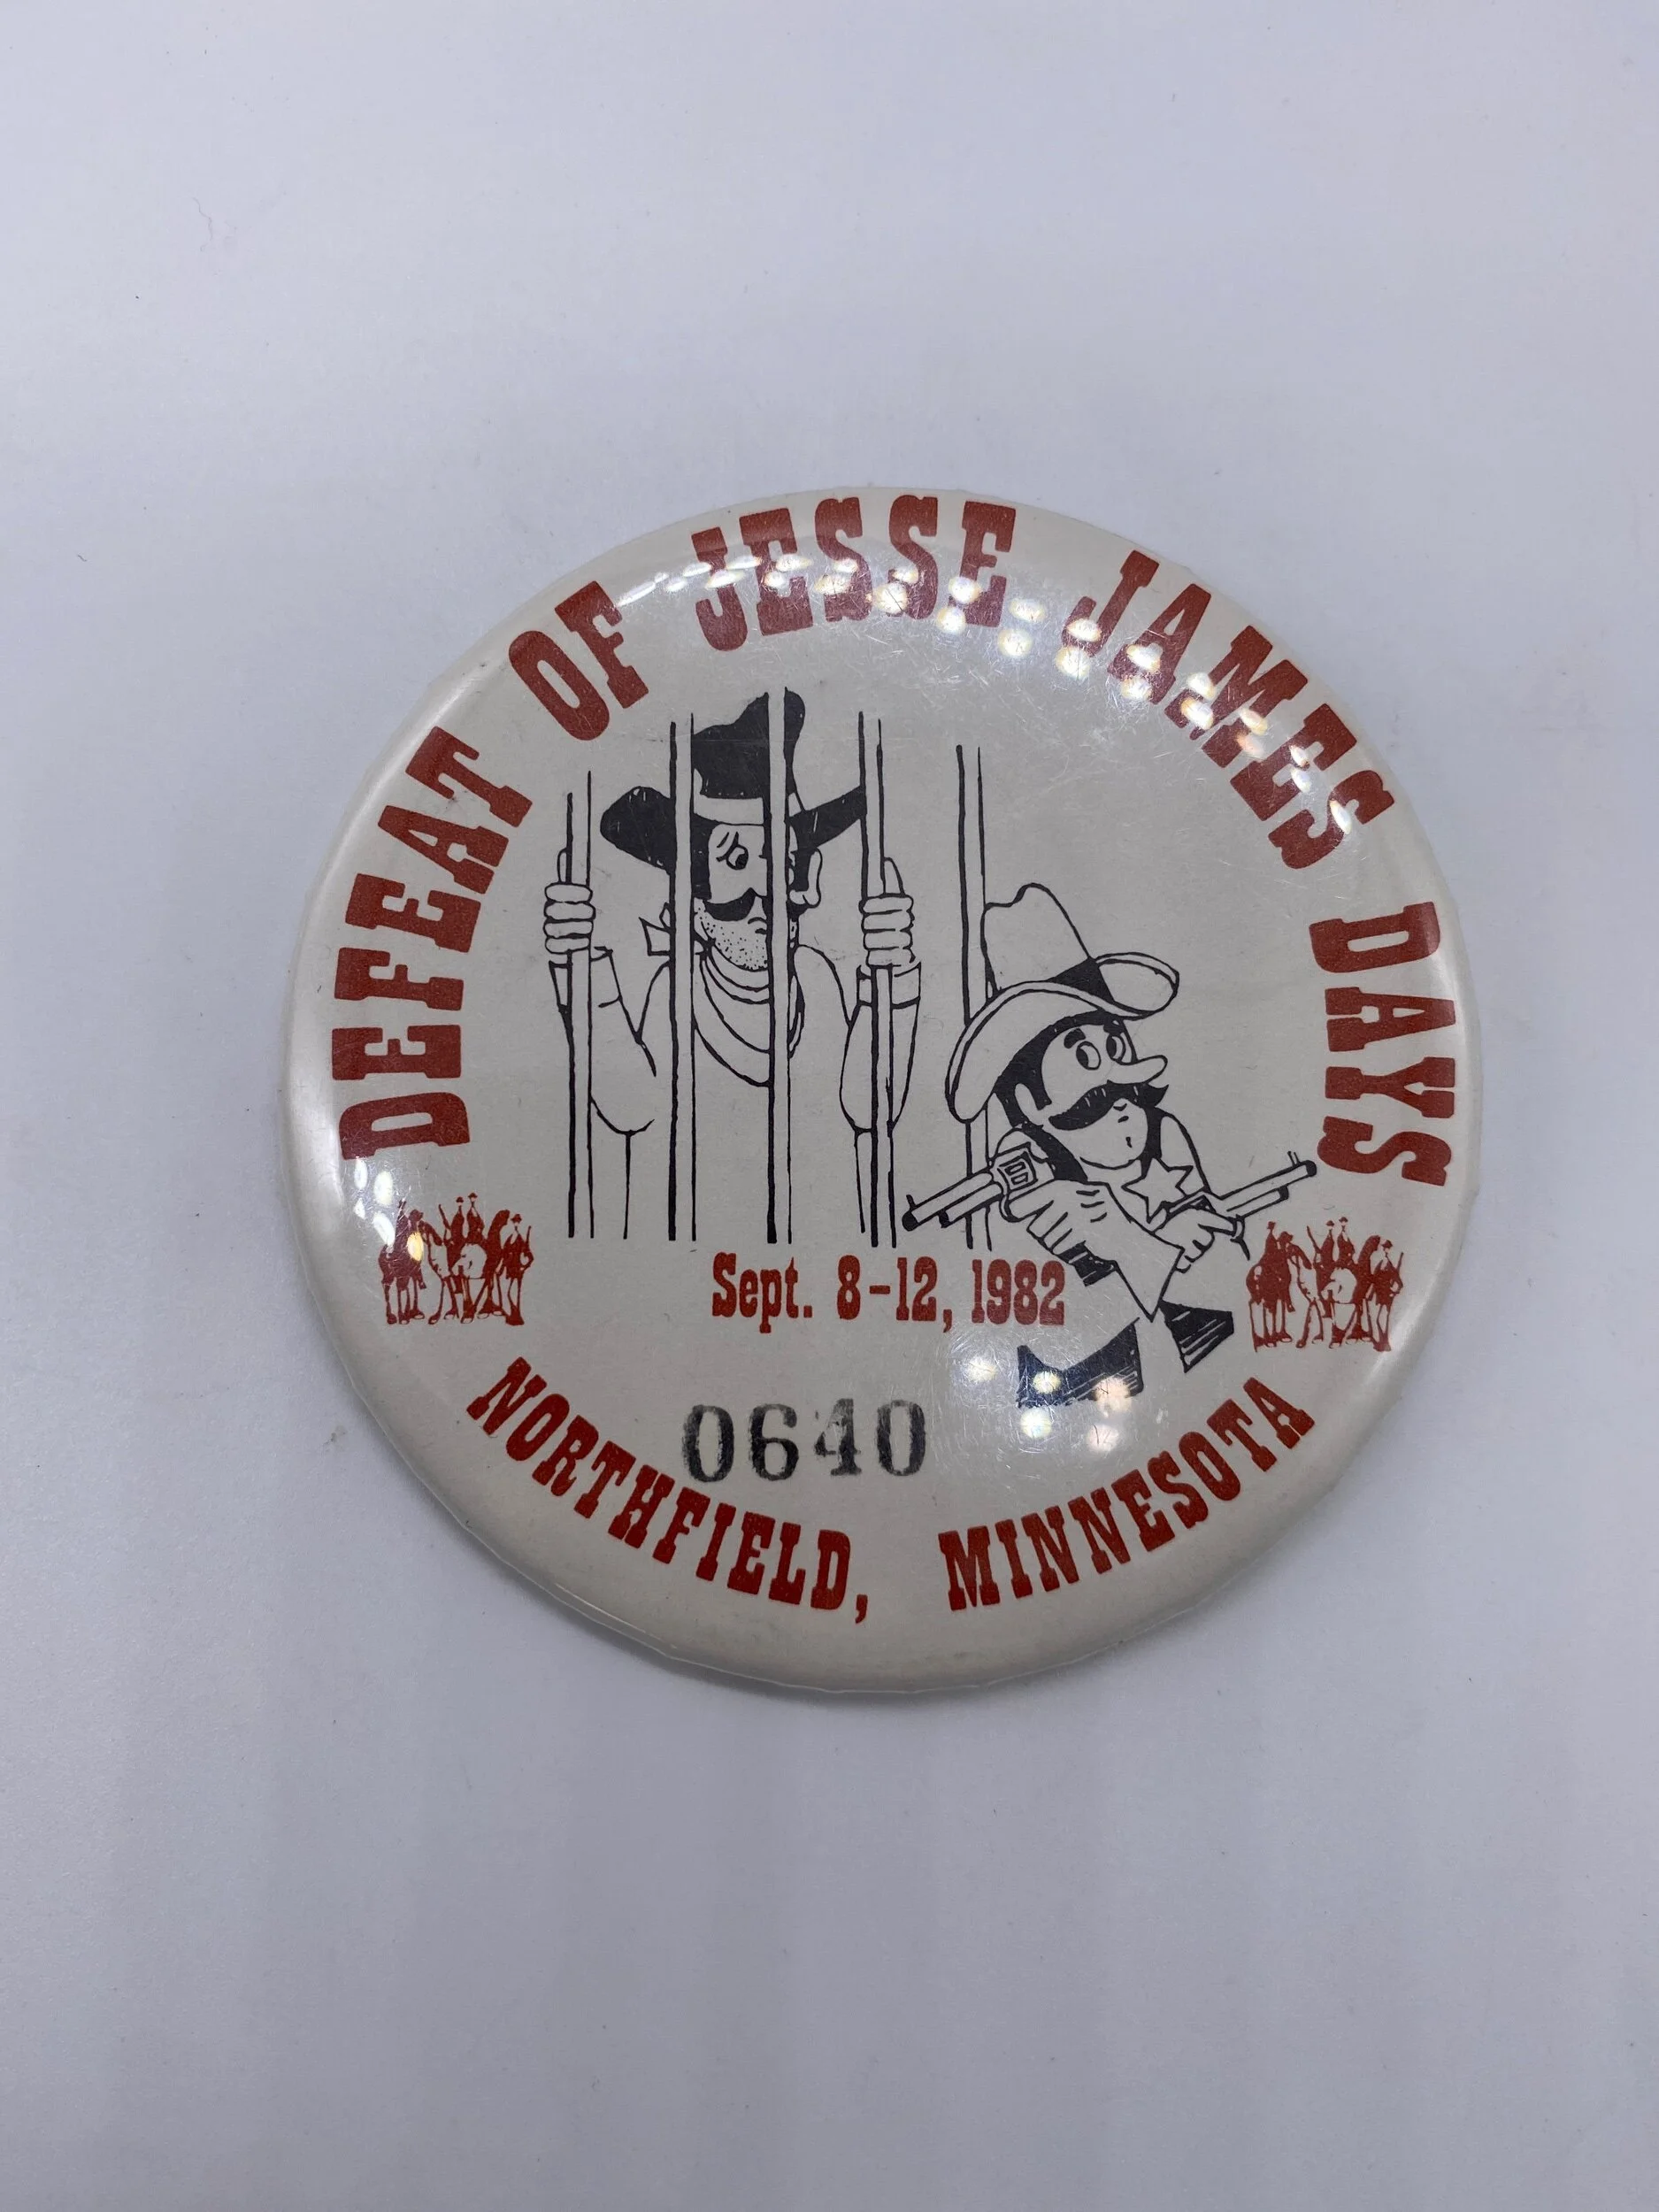 DEFEAT OF JESSE JAMES DAYS
Sept. 8-12, 1982
0640
NORTHFIELD, MINNESOTA